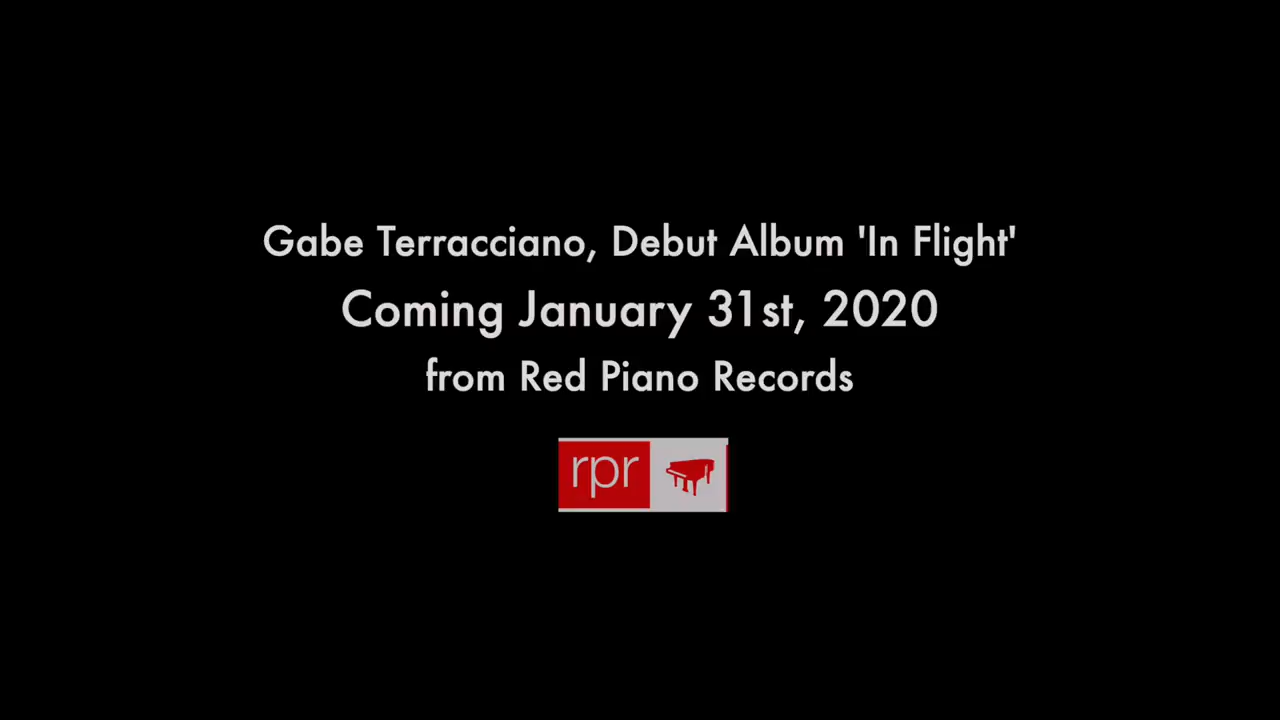 Gabe Terracciano, Debut Album 'In Flight'
Coming January 31st, 2020
from Red Piano Records
rpr